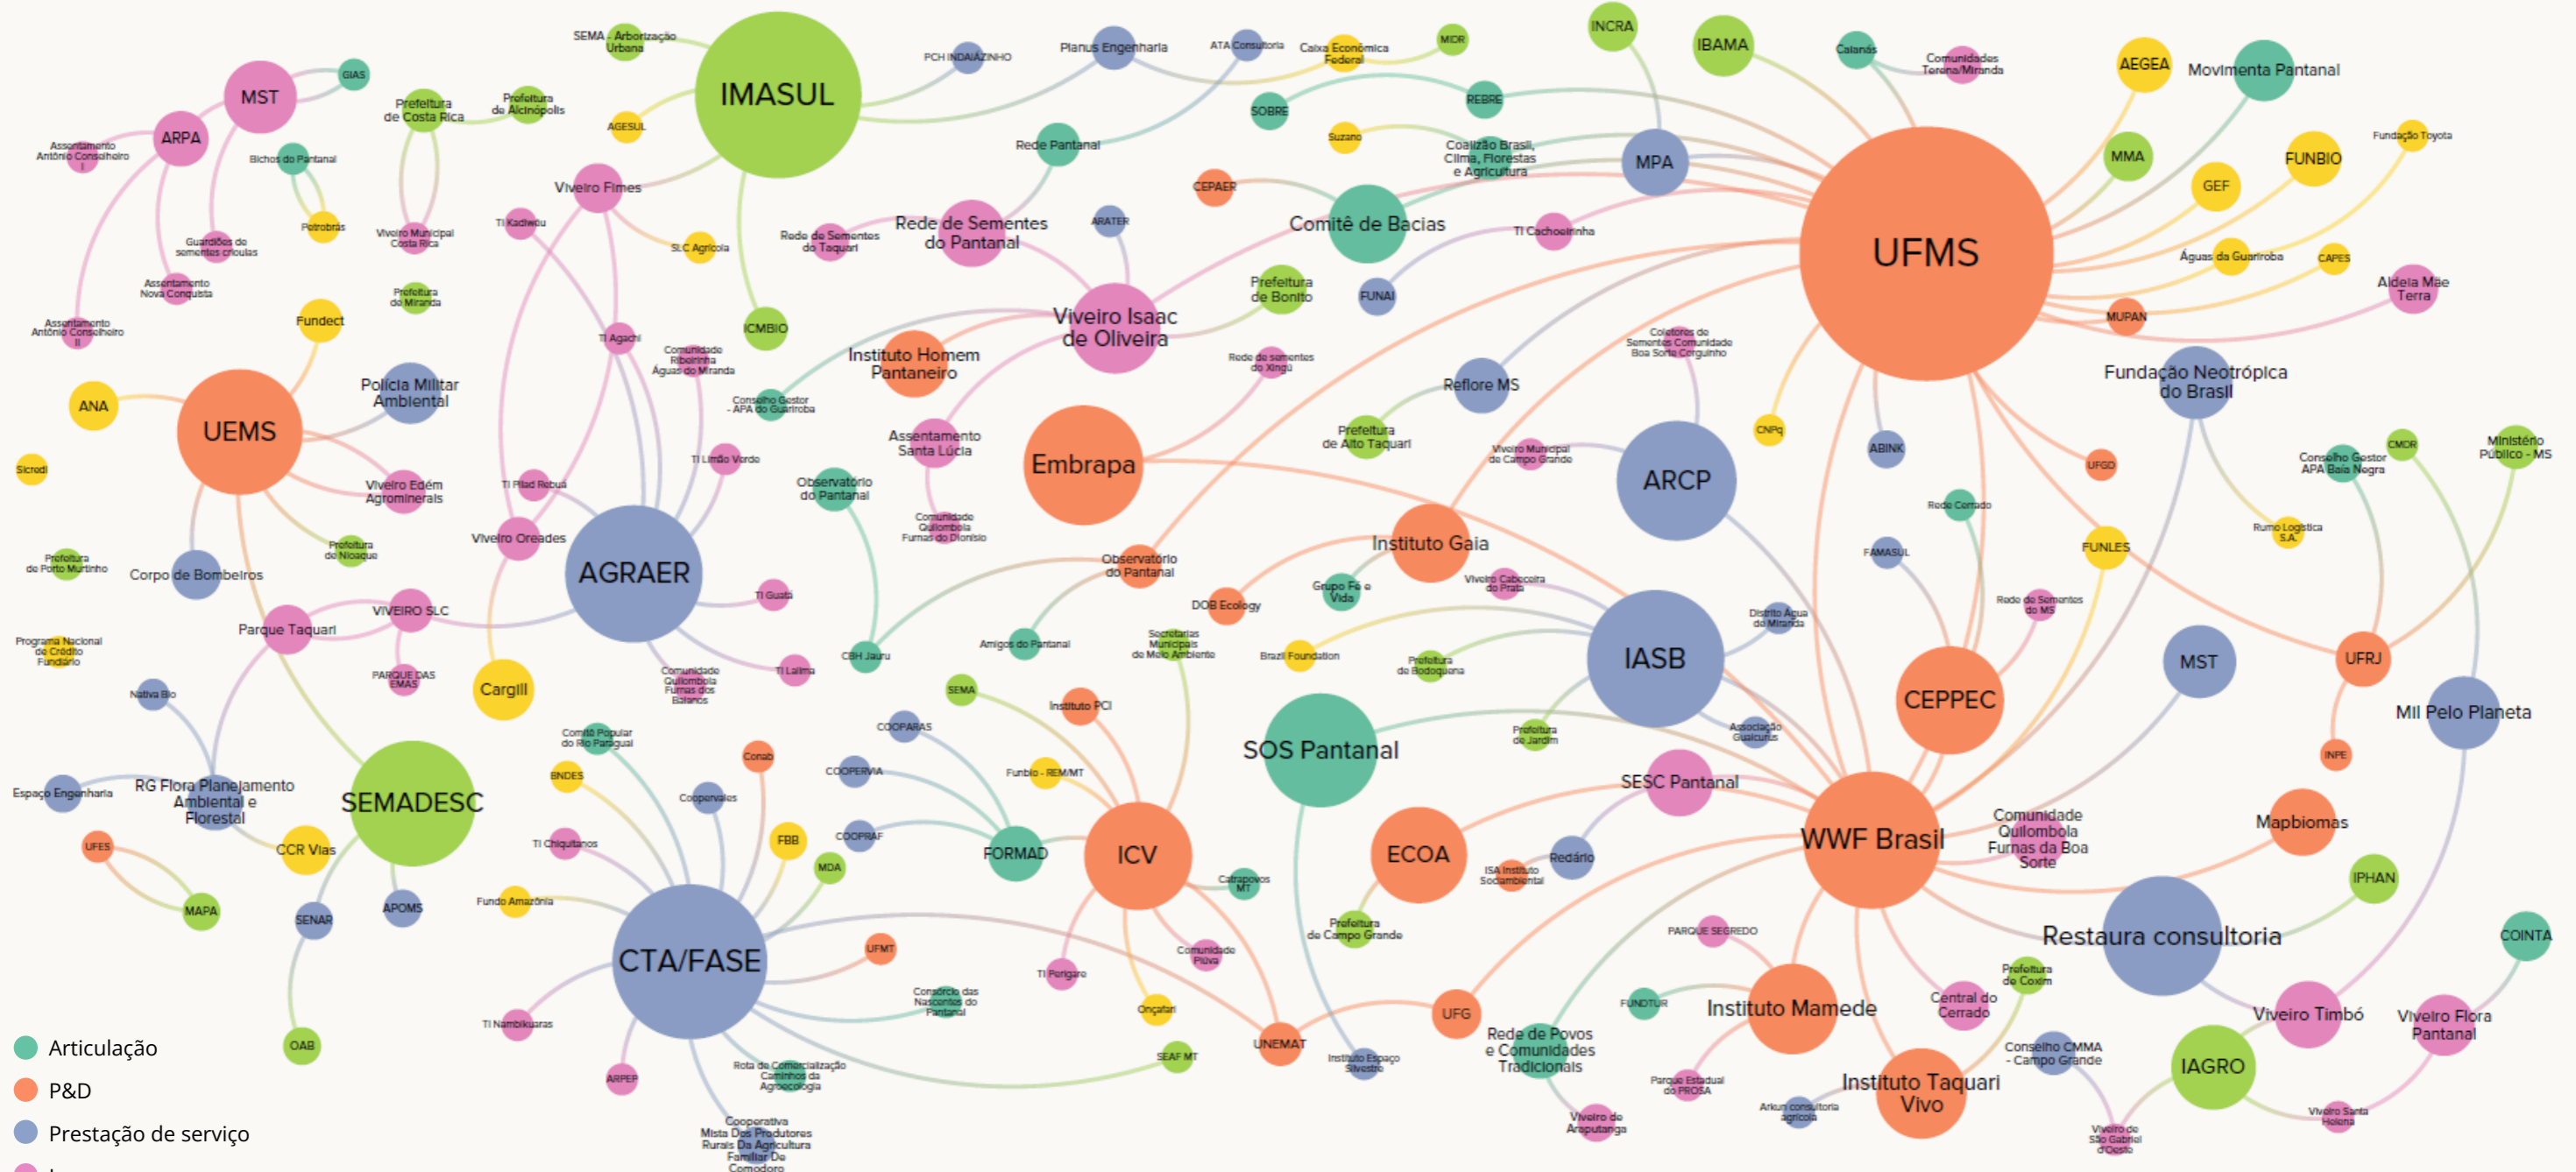 SEMA - Arborização
Urbana
IMASUL
PCH INDAIÁZINHO
Planus Engenharia
ATA Consultoria
Caixa Econômica
Federal
MIDR
INCRA
IBAMA
Caianás
Comunidades
Terena/Miranda
AEGEA
Movimenta Pantanal
MST
GIAS
ARPA
Assentamento
Antônio Conselheiro
I
Bichos do Pantanal
Prefeitura
de Costa Rica
Prefeitura
de Alcinópolis
AGESUL
SOBRE
REBRE
Suzano
Coalizão Brasil,
Clima, Florestas
e Agricultura
MPA
UFMS
MMA
FUNBIO
Fundação Toyota
GEF
Rede Pantanal
Viveiro Fimes
CEPAER
Petrobrás
Guardiões de
sementes crioulas
Viveiro Municipal
Costa Rica
TI Kadiwéu
SLC Agrícola
Rede de Sementes
do Taquari
Rede de Sementes
do Pantanal
ARATER
Comitê de Bacias
TI Cachoeirinha
Águas da Guariroba
CAPES
Assentamento
Nova Conquista
Prefeitura
de Miranda
Prefeitura
de Bonito
FUNAI
Aldeia Mãe
Terra
MUPAN
Assentamento
Antônio Conselheiro
II
Fundect
ICMBIO
TI Agachi
Viveiro Isaac
de Oliveira
Coletores de
Sementes Comunidade
Boa Sorte Corguinho
Comunidade
Ribeirinha
Águas do Miranda
Instituto Homem
Pantaneiro
Rede de sementes
do Xingú
Reflore MS
Fundação Neotrópica
do Brasil
ANA
UEMS
Polícia Militar
Ambiental
Conselho Gestor
- APA do Guariroba
Assentamento
Santa Lúcia
Embrapa
Prefeitura
de Alto Taquari
CNPq
ABINK
CMDR
Ministério
Público - MS
Sicredi
TI Limão Verde
Viveiro Municipal
de Campo Grande
ARCP
UFGD
Conselho Gestor
APA Baía Negra
Viveiro Edém
Agrominerais
TI Pilad Rebuá
Observatório
do Pantanal
Rede Cerrado
Comunidade
Quilombola
Furnas do Dionísio
Rumo Logística
S.A.
Prefeitura
de Porto Murtinho
Corpo de Bombeiros
Prefeitura
de Nioaque
Viveiro Oreades
AGRAER
Observatório
do Pantanal
Instituto Gaia
FAMASUL
FUNLES
Grupo Fé e
Vida
Viveiro Cabeceira
do Prata
TI Guatá
DOB Ecology
Distrito Água
de Miranda
Rede de Sementes
do MS
Parque Taquari
VIVEIRO SLC
Programa Nacional
de Crédito
Fundiário
Amigos do Pantanal
Secretarias
Municipais
de Meio Ambiente
CBH Jauru
Brazil Foundation
Prefeitura
de Bodoquena
IASB
MST
UFRJ
PARQUE DAS
EMAS
Cargill
Comunidade
Quilombola
Furnas dos
Baianos
TI Lalima
Nativa Bio
SEMA
Instituto PCI
CEPPEC
Mil Pelo Planeta
Comitê Popular
do Rio Paraguai
COOPARAS
SOS Pantanal
Prefeitura
de Jardim
Associação
Guaicurus
INPE
Conab
BNDES
COOPERVIA
Funbio - REM/MT
SESC Pantanal
Espaço Engenharia
RG Flora Planejamento
Ambiental e
Florestal
SEMADESC
Coopervales
UFES
CCR Vias
TI Chiquitanos
FBB
COOPRAF
FORMAD
ICV
ECOA
Redário
ISA Instituto
Sociambiental
WWF Brasil
Comunidade
Quilombola
Furnas da Boa
Sorte
Mapbiomas
MDA
Catrapovos
MT
IPHAN
MAPA
SENAR
APOMS
Fundo Amazônia
CTA/FASE
UFMT
Comunidade
Piúva
Prefeitura
de Campo Grande
PARQUE SEGREDO
Restaura consultoria
COINTA
TI Perigare
Prefeitura
de Coxim
Consórcio das
Nascentes do
Pantanal
Onçafari
UFG
FUNDTUR
Instituto Mamede
Central do
Cerrado
Viveiro Timbó
Viveiro Flora
Pantanal
TI Nambikuaras
OAB
UNEMAT
Rede de Povos
e Comunidades
Tradicionais
SEAF MT
Instituto Espaço
Silvestre
Conselho CMMA
- Campo Grande
IAGRO
ARPEP
Rota de Comercialização
Caminhos da
Agroecologia
Parque Estadual
do PROSA
Instituto Taquari
Vivo
Arkun consultoria
agrícola
Viveiro de
Araputanga
Viveiro Santa
Helena
Viveiro de
São Gabriel
d'Oeste
Cooperativa
Mista Dos Produtores
Rurais Da Agricultura
Familiar De
Comodoro
Articulação
P&D
Prestação de serviço